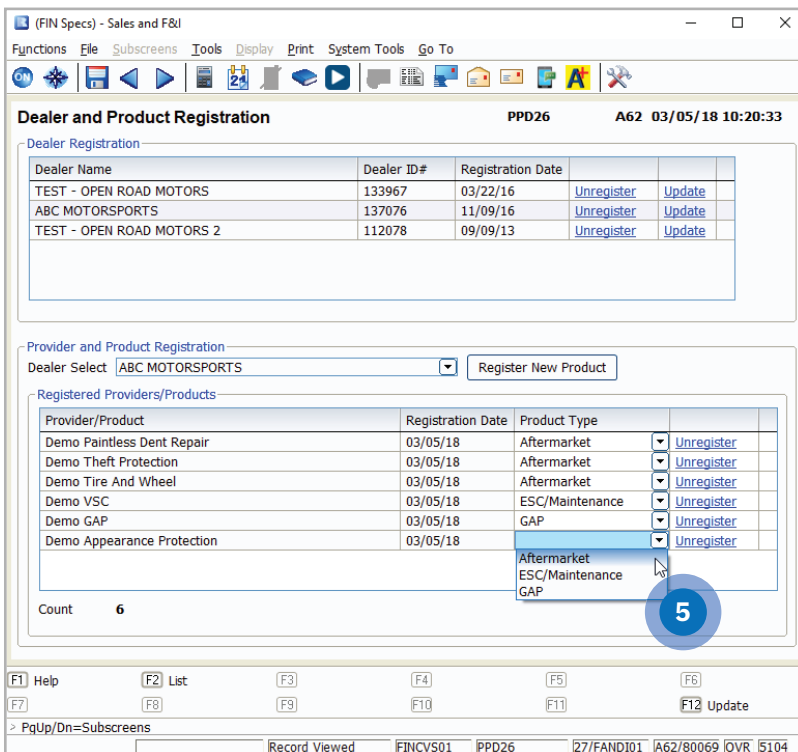 (FIN Specs) - Sales and F&I
Functions File Subscreens Tools Display Print System Tools Go To
ON 24 A+
Dealer and Product Registration PPD26 A62 03/05/18 10:20:33
Dealer Registration
Dealer Name Dealer ID# Registration Date
TEST - OPEN ROAD MOTORS 133967 03/22/16 Unregister Update
ABC MOTORSPORTS 137076 11/09/16 Unregister Update
TEST - OPEN ROAD MOTORS 2 112078 09/09/13 Unregister Update
Provider and Product Registration
Dealer Select ABC MOTORSPORTS Register New Product
Registered Providers/Products
Provider/Product Registration Date Product Type
Demo Paintless Dent Repair 03/05/18 Aftermarket Unregister
Demo Theft Protection 03/05/18 Aftermarket Unregister
Demo Tire And Wheel 03/05/18 Aftermarket Unregister
Demo VSC 03/05/18 ESC/Maintenance Unregister
Demo GAP 03/05/18 GAP Unregister
Demo Appearance Protection 03/05/18 Unregister
Aftermarket
ESC/Maintenance
GAP
Count 6
5
F1 Help F2 List F3 F4 F5 F6
F7 F8 F9 F10 F11 F12 Update
> PgUp/Dn=Subscreens
Record Viewed FINCVS01 PPD26 27/FANDI01 A62/80069 OVR 5104